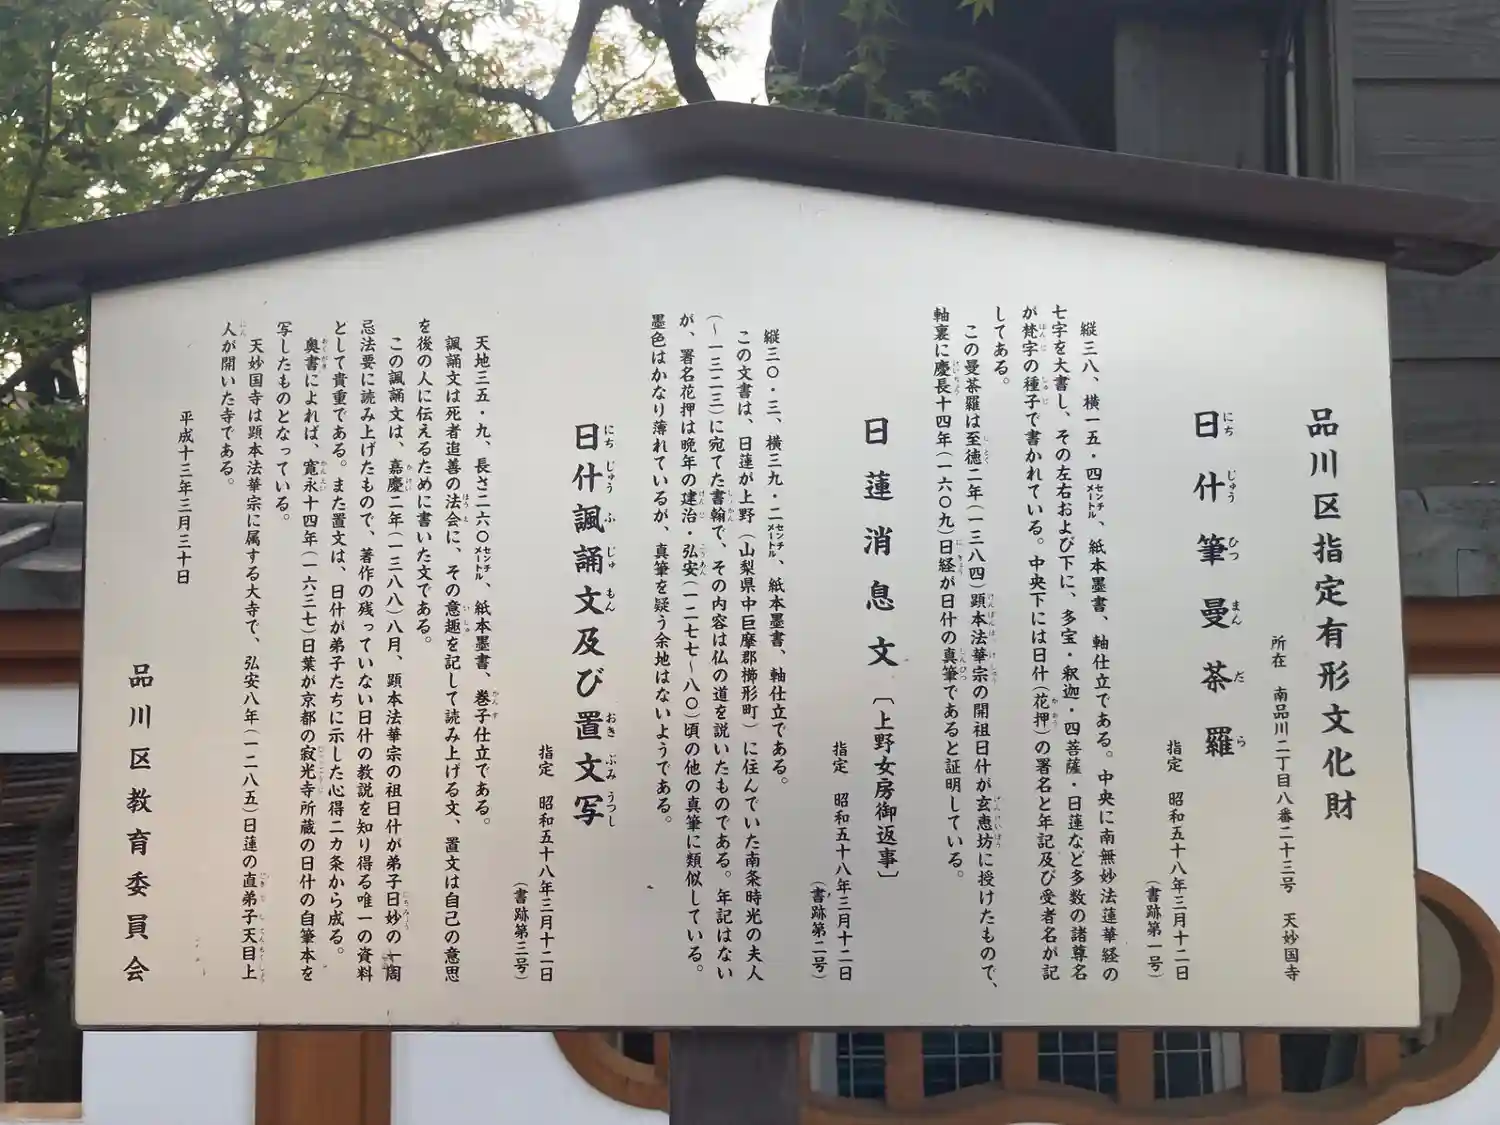 品川区指定有形文化財
所在 南品川二丁目八番二十三号 天妙国寺
日什筆曼荼羅
指定 昭和五十八年三月十二日
(書跡第一号)
縦三八、横一五・四センチメートル、紙本墨書、軸仕立である。中央に南無妙法蓮華経の
七字を大書し、その左右および下に、多宝・釈迦・四菩薩・日蓮など多数の諸尊名
が梵字の種子で書かれている。中央下には日什(花押)の署名と年記及び受者名が記
してある。
この曼荼羅は至徳二年(一三八四)顕本法華宗の開祖日什が玄恵坊に授けたもので、
軸裏に慶長十四年(一六〇九)日経が日什の真筆であると証明している。
日蓮消息文〔上野女房御返事〕
指定 昭和五十八年三月十二日
(書跡第二号)
縦三〇・三、横三九・二センチメートル、紙本墨書、軸仕立である。
この文書は、日蓮が上野(山梨県中巨摩郡櫛形町)に住んでいた南条時光の夫人
(〜一三二三)に宛てた書翰で、その内容は仏の道を説いたものである。年記はない
が、署名花押は晩年の建治・弘安(一二七七〜八〇)頃の他の真筆に類似している。
墨色はかなり薄れているが、真筆を疑う余地はないようである。
日什諷誦文及び置文写
指定 昭和五十八年三月十二日
(書跡第三号)
天地三五・九、長さ二六〇センチメートル、紙本墨書、巻子仕立である。
諷誦文は死者追善の法会に、その意趣を記して読み上げる文、置文は自己の意思
を後の人に伝えるために書いた文である。
この諷誦文は、嘉慶二年(一三八八)八月、顕本法華宗の祖日什が弟子日妙の一周
忌法要に読み上げたもので、著作の残っていない日什の教説を知り得る唯一の資料
として貴重である。また置文は、日什が弟子たちに示した心得二カ条から成る。
奥書によれば、寛永十四年(一六三七)日葉が京都の寂光寺所蔵の日什の自筆本を
写したものとなっている。
天妙国寺は顕本法華宗に属する大寺で、弘安八年(一二八五)日蓮の直弟子天目上
人が開いた寺である。
平成十三年三月三十日
品川区教育委員会